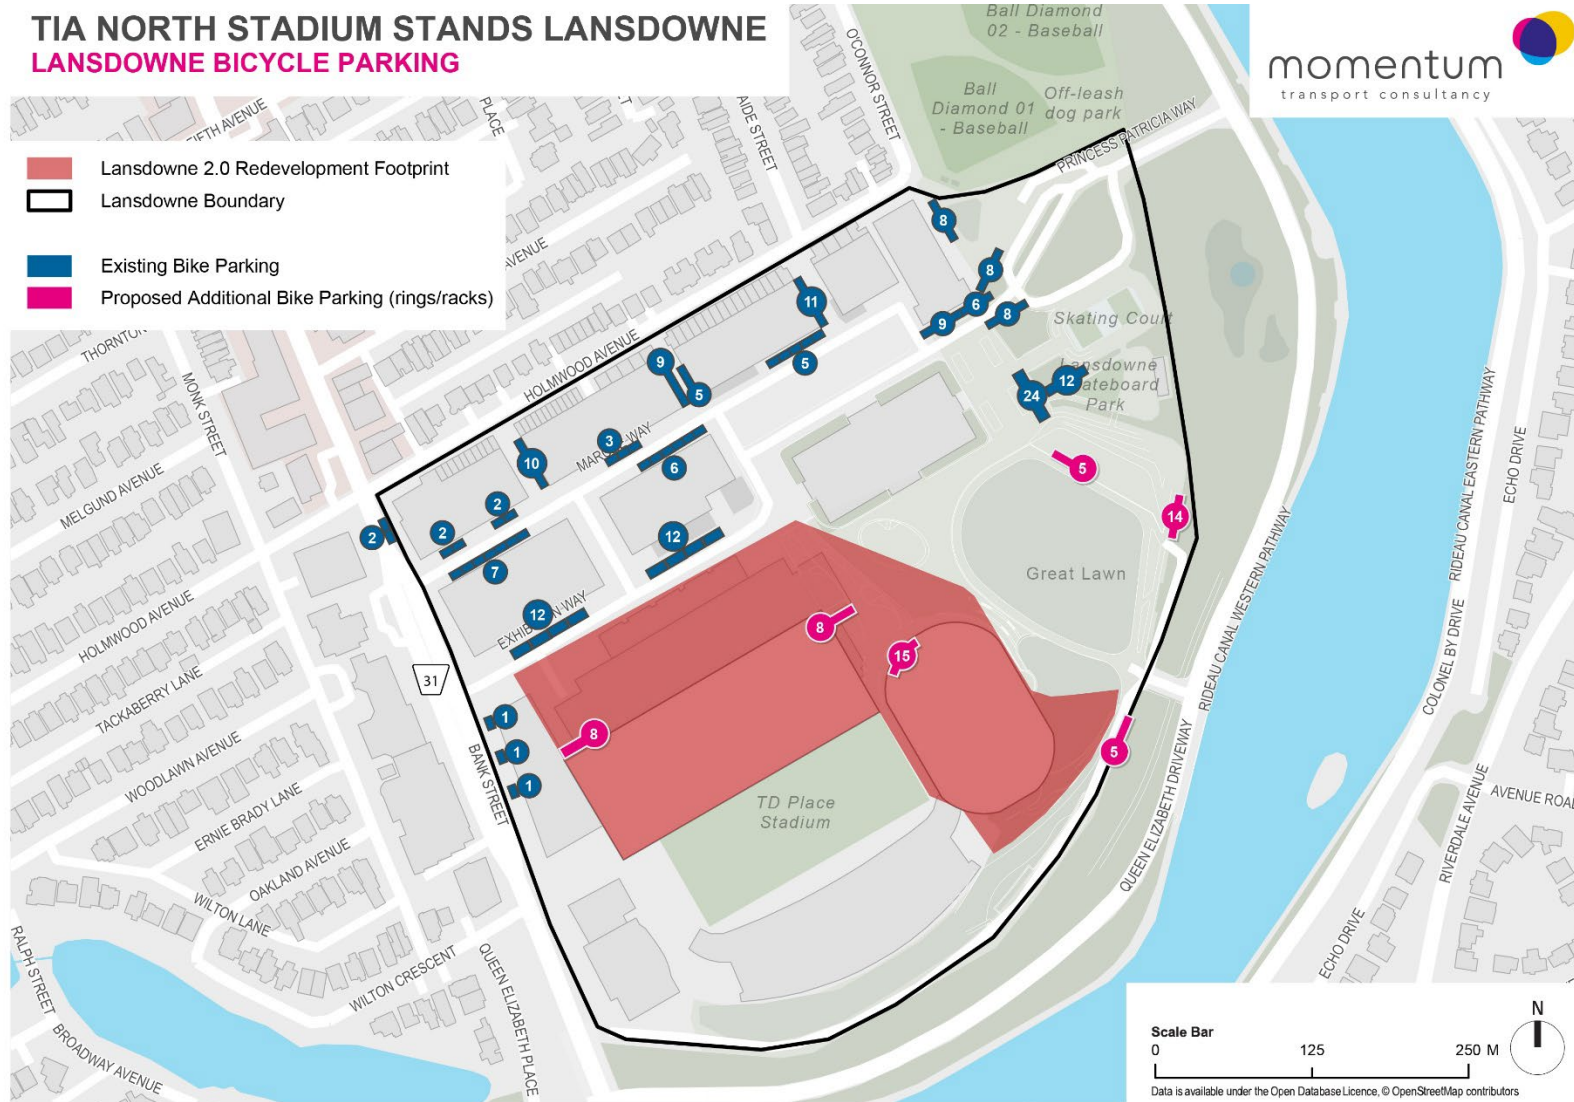 TIA NORTH STADIUM STANDS LANSDOWNE
LANSDOWNE BICYCLE PARKING
momentum
transport consultancy
Lansdowne 2.0 Redevelopment Footprint
Lansdowne Boundary
Existing Bike Parking
Proposed Additional Bike Parking (rings/racks)
Ball Diamond
02 - Baseball
Ball
Diamond 01
- Baseball
Off-leash
dog park
PRINCESS PATRICIA WAY
O'CONNOR STREET
FIFTH AVENUE
PLACE
STREET
AVENUE
HOLMWOOD AVENUE
MONK STREET
MELGUND AVENUE
HOLMWOOD AVENUE
TACKABERRY LANE
WOODLAWN AVENUE
ERNIE BRADY LANE
OAKLAND AVENUE
WILTON LANE
WILTON CRESCENT
RALPH STREET
BROADWAY AVENUE
QUEEN ELIZABETH PLACE
BANK STREET
31
WAY
WAY
Skating Court
Lansdowne
Park
Great Lawn
TD Place
Stadium
QUEEN ELIZABETH DRIVEWAY
RIDEAU CANAL WESTERN PATHWAY
RIDEAU CANAL EASTERN PATHWAY
COLONEL BY DRIVE
ECHO DRIVE
ECHO DRIVE
RIVERDALE AVENUE
AVENUE ROAD
8
8
6
9
8
11
5
9
5
3
6
10
2
2
2
7
12
12
24
12
1
1
1
5
14
8
15
8
5
N
Scale Bar
0 125 250 M
Data is available under the Open Database Licence, © OpenStreetMap contributors